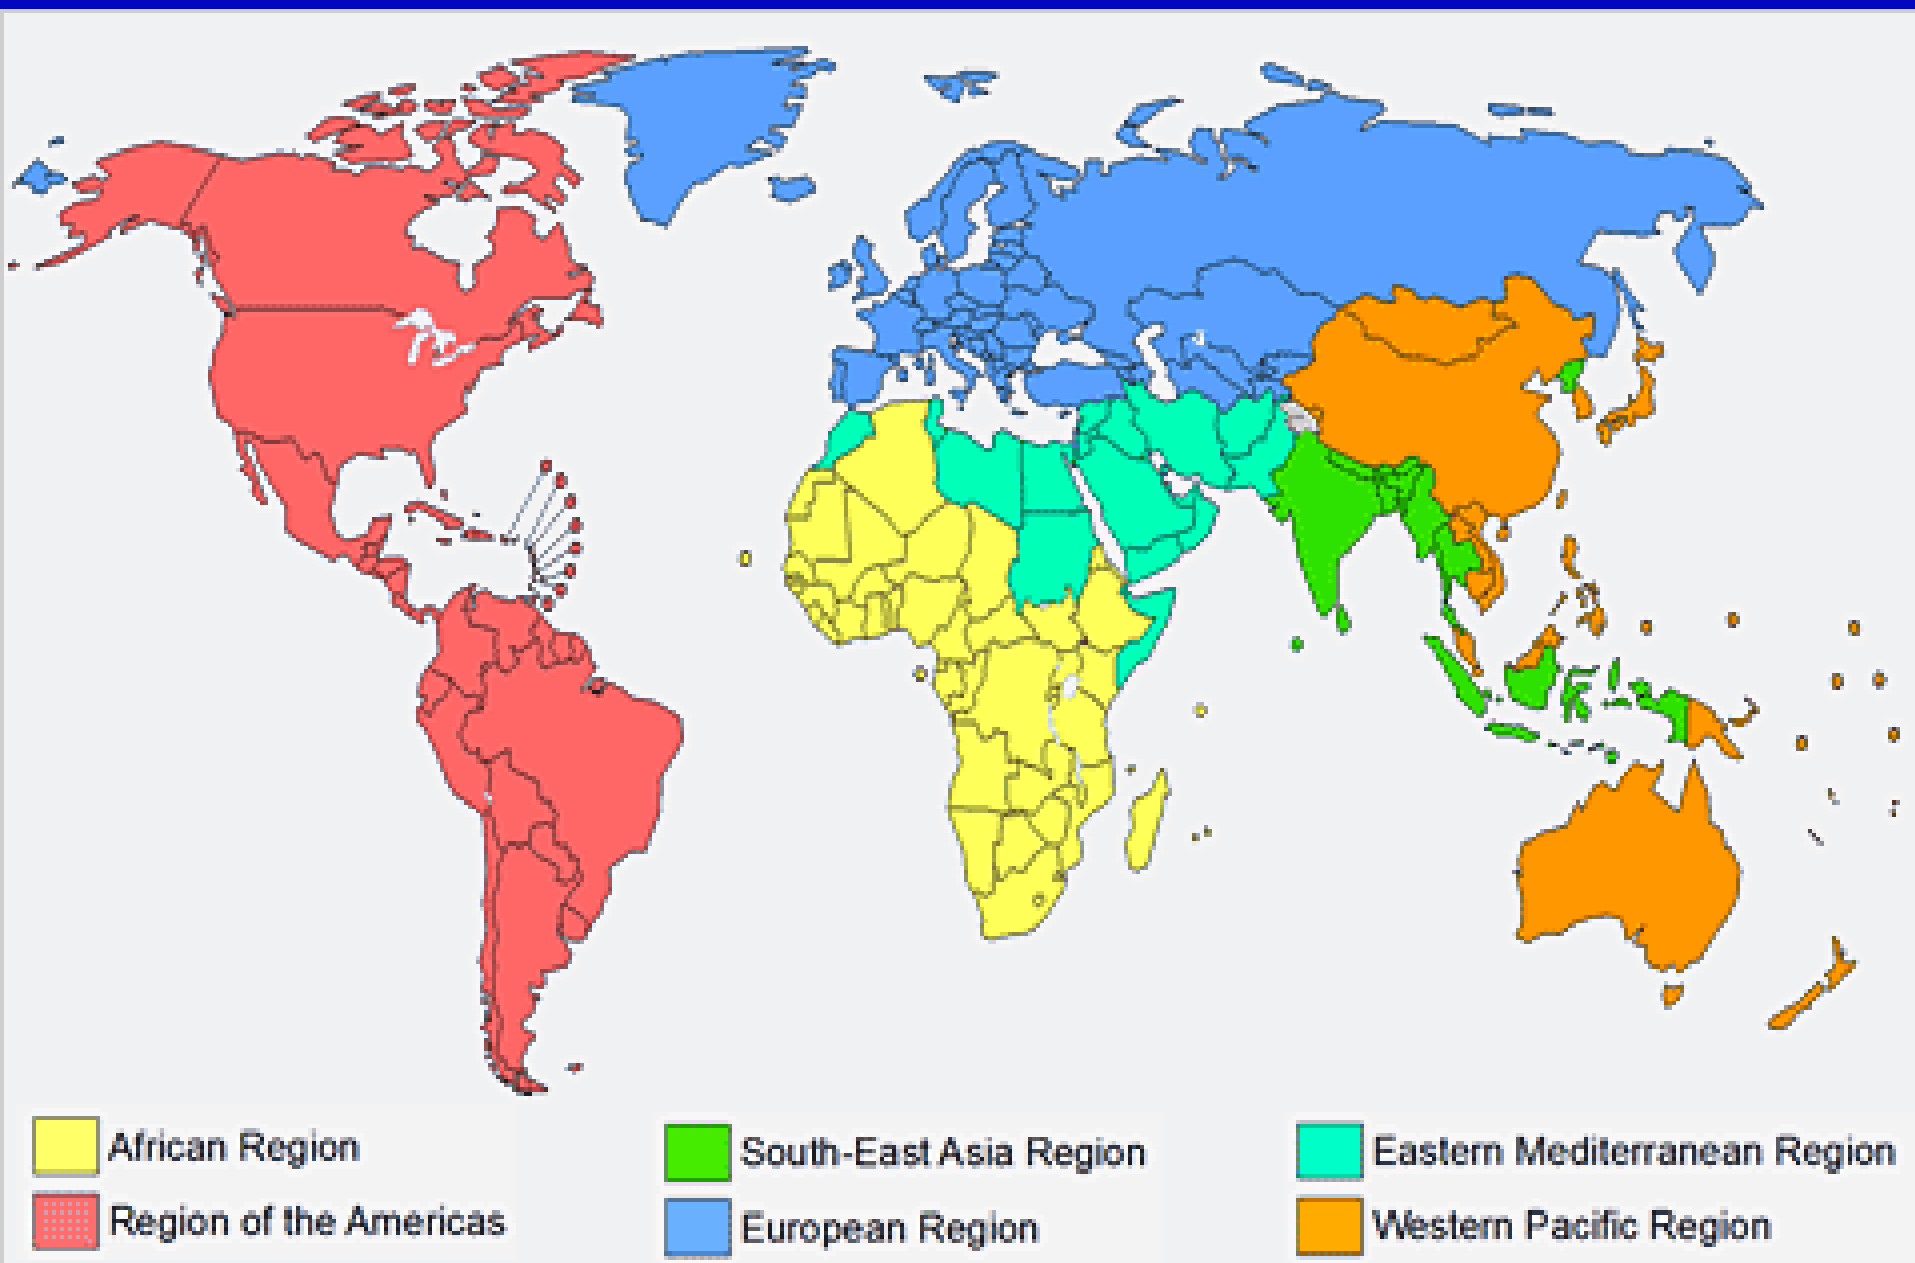 African Region
South-East Asia Region
Eastern Mediterranean Region
Region of the Americas
European Region
Western Pacific Region